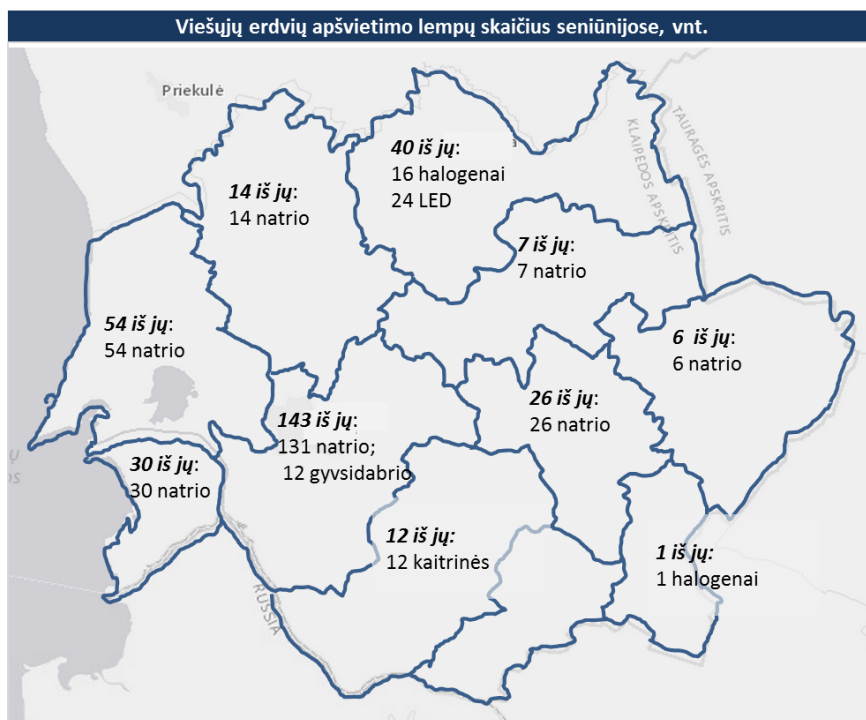 Viešųjų erdvių apšvietimo lempų skaičius seniūnijose, vnt.
Priekulė
TAURAGĖS APSKRITIS
KLAIPĖDOS APSKRITIS
40 iš jų:
16 halogenai
24 LED
14 iš jų:
14 natrio
7 iš jų:
7 natrio
54 iš jų:
54 natrio
6 iš jų:
6 natrio
26 iš jų:
26 natrio
143 iš jų:
131 natrio;
12 gyvsidabrio
30 iš jų:
30 natrio
12 iš jų:
12 kaitrinės
1 iš jų:
1 halogenai
RUSSIA